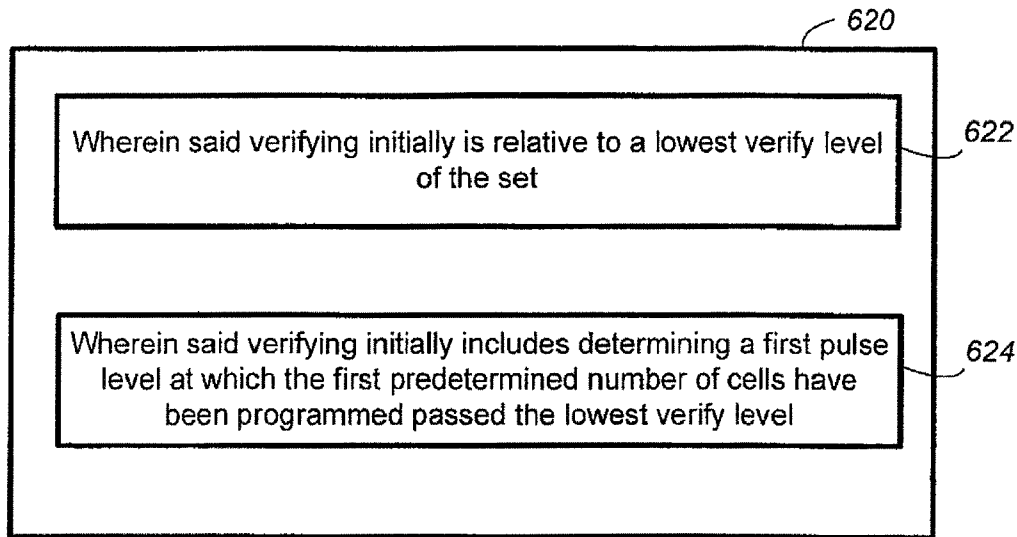 620
Wherein said verifying initially is relative to a lowest verify level
of the set
622
Wherein said verifying initially includes determining a first pulse
level at which the first predetermined number of cells have
been programmed passed the lowest verify level
624